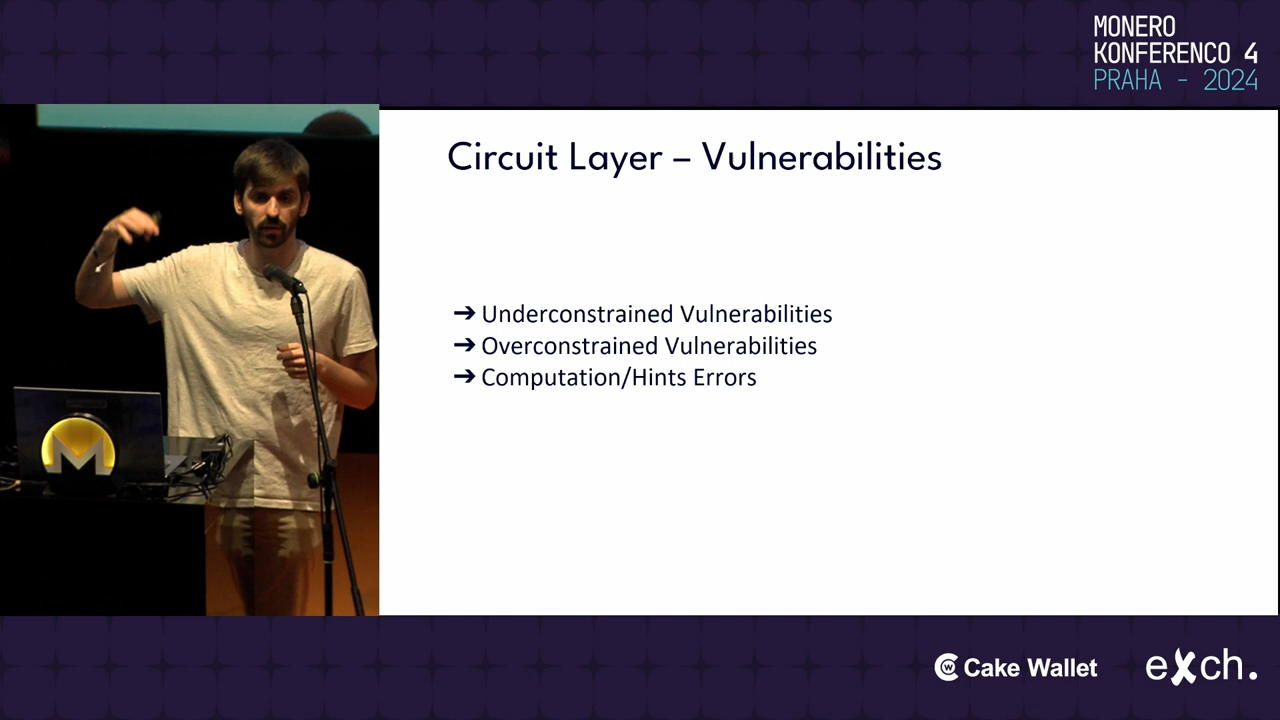 MONERO
KONFERENCO 4
PRAHA - 2024
Circuit Layer – Vulnerabilities
➔ Underconstrained Vulnerabilities
➔ Overconstrained Vulnerabilities
➔ Computation/Hints Errors
Cake Wallet
eXch.